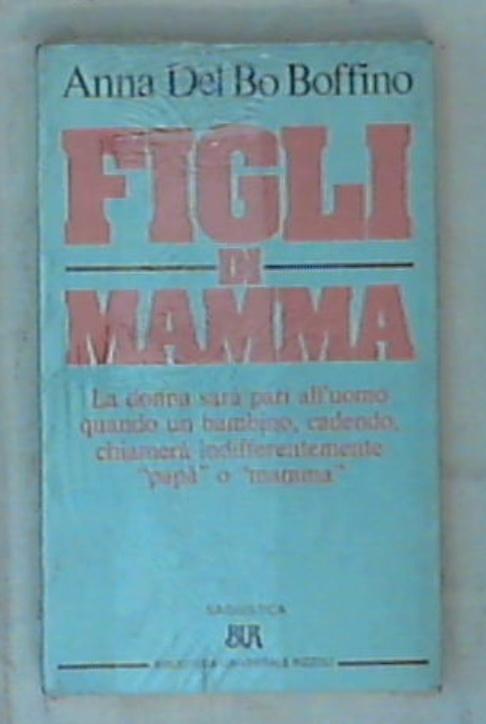 Anna Del Bo Boffino
FIGLI
DI
MAMMA
La donna sarà pari all'uomo
quando un bambino, cadendo,
chiamerà indifferentemente
"papà" o "mamma"
SAGGISTICA
BUR
BIBLIOTECA UNIVERSALE RIZZOLI